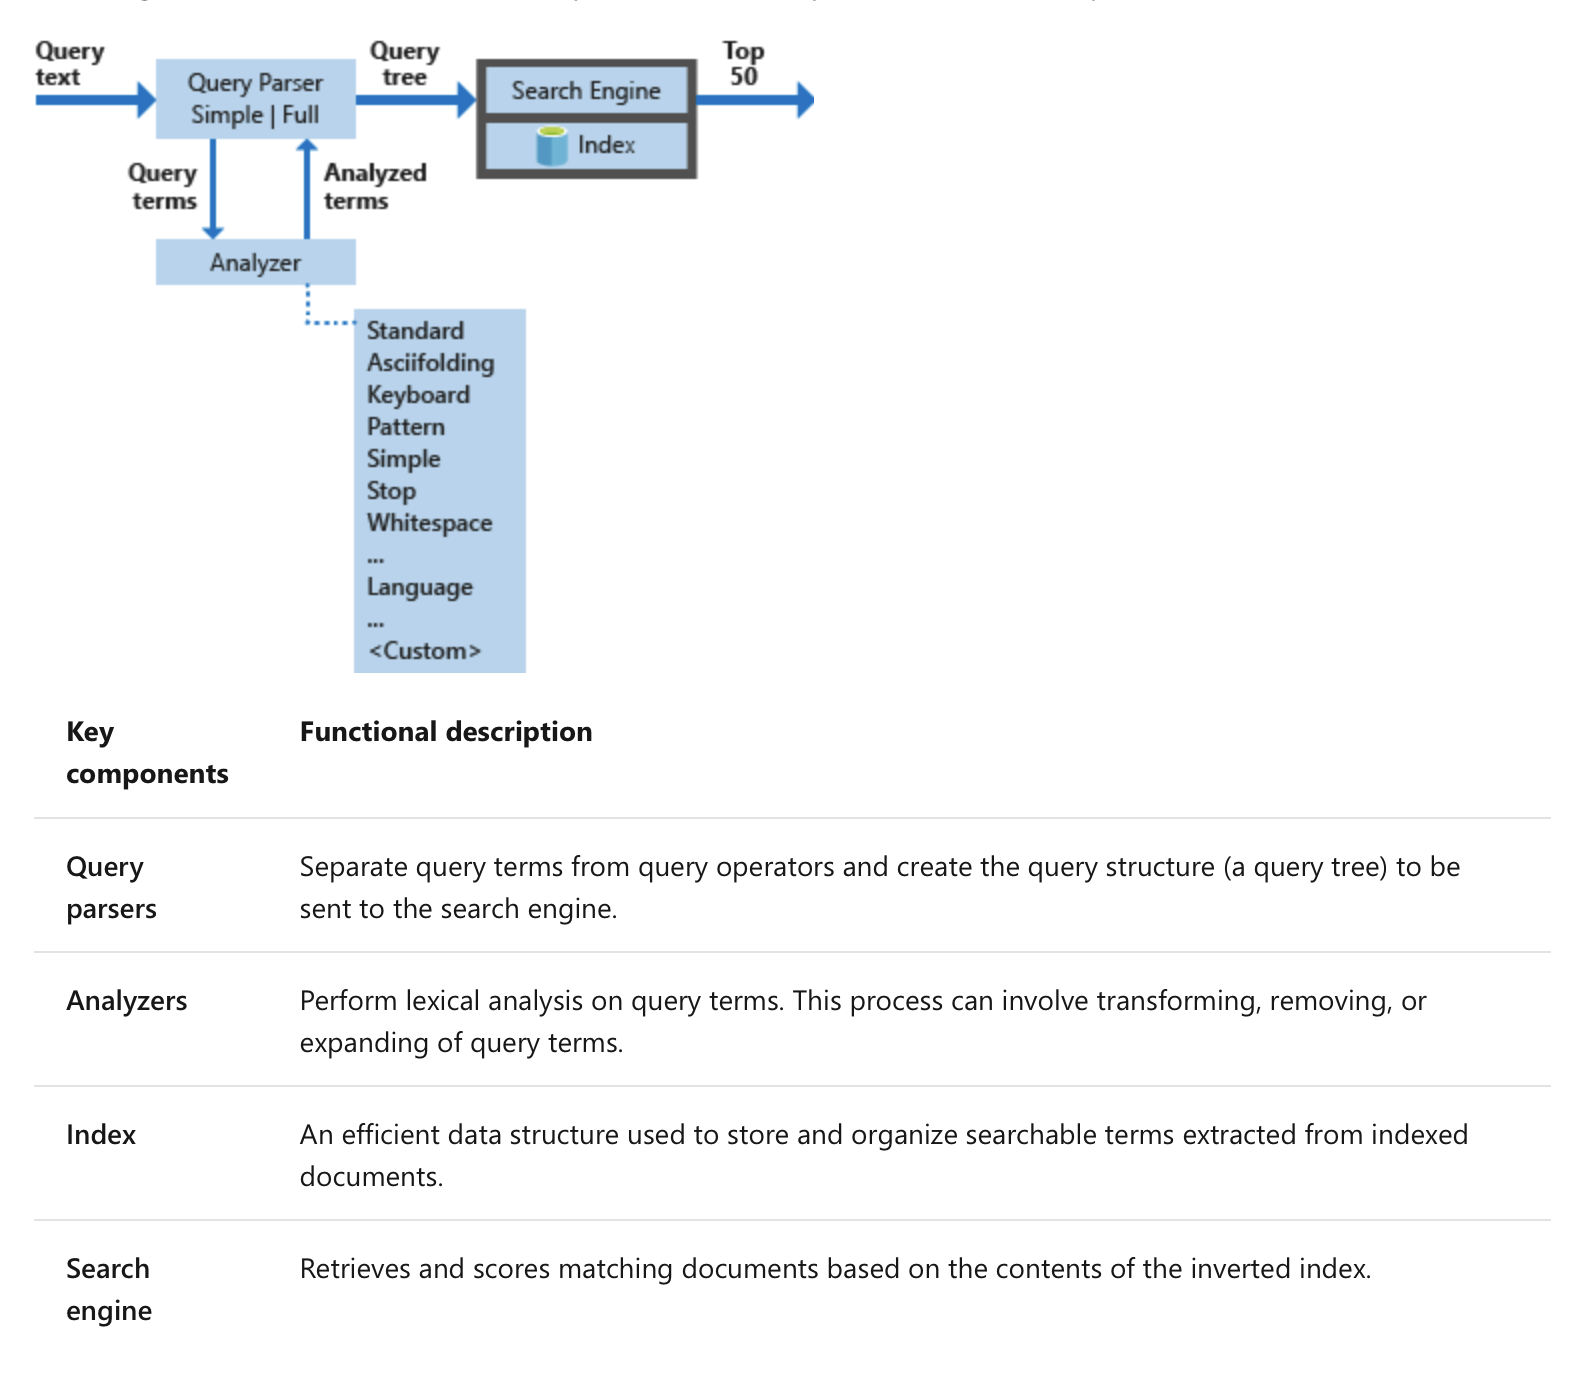 Query
text
Query Parser
Simple | Full
Query
tree
Search Engine
Index
Top
50
Query
terms
Analyzed
terms
Analyzer
Standard
Asciifolding
Keyboard
Pattern
Simple
Stop
Whitespace
...
Language
...
<Custom>
Key
components
Functional description
Query
parsers
Separate query terms from query operators and create the query structure (a query tree) to be
sent to the search engine.
Analyzers
Perform lexical analysis on query terms. This process can involve transforming, removing, or
expanding of query terms.
Index
An efficient data structure used to store and organize searchable terms extracted from indexed
documents.
Search
engine
Retrieves and scores matching documents based on the contents of the inverted index.